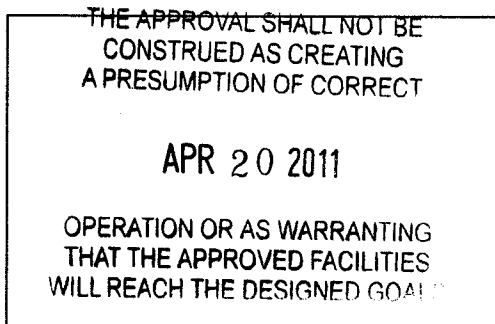 THE APPROVAL SHALL NOT BE
CONSTRUED AS CREATING
A PRESUMPTION OF CORRECT
APR 20 2011
OPERATION OR AS WARRANTING
THAT THE APPROVED FACILITIES
WILL REACH THE DESIGNED GOALS